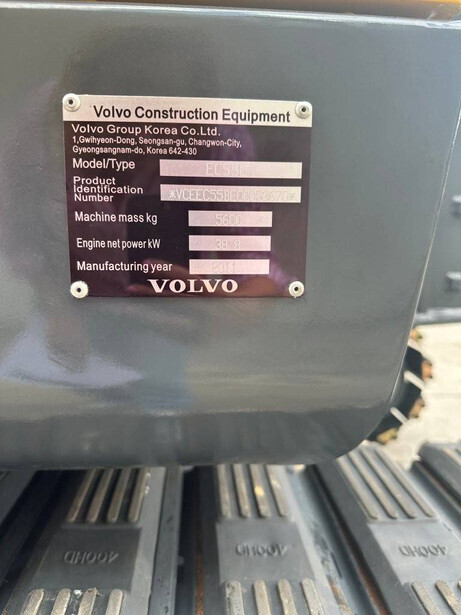 Volvo Construction Equipment
Volvo Group Korea Co.Ltd.
1,Gwihyeon-Dong, Seongsan-gu, Changwon-City,
Gyeongsangnam-do, Korea 642-430
Model/Type
Product
Identification
Number
Machine mass kg 5600
Engine net power kW
Manufacturing year
VOLVO
400HD
400HD
400HD